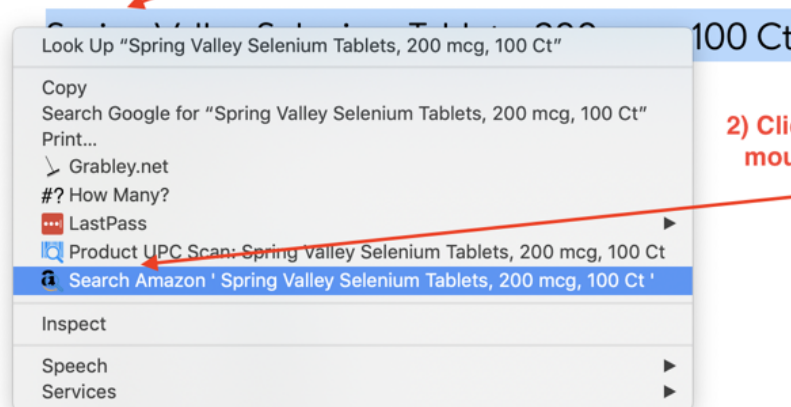 100 Ct
Look Up “Spring Valley Selenium Tablets, 200 mcg, 100 Ct”
Copy
Search Google for “Spring Valley Selenium Tablets, 200 mcg, 100 Ct”
Print...
Grabley.net
#? How Many?
LastPass
Product UPC Scan: Spring Valley Selenium Tablets, 200 mcg, 100 Ct
Search Amazon ' Spring Valley Selenium Tablets, 200 mcg, 100 Ct '
Inspect
Speech
Services
2)